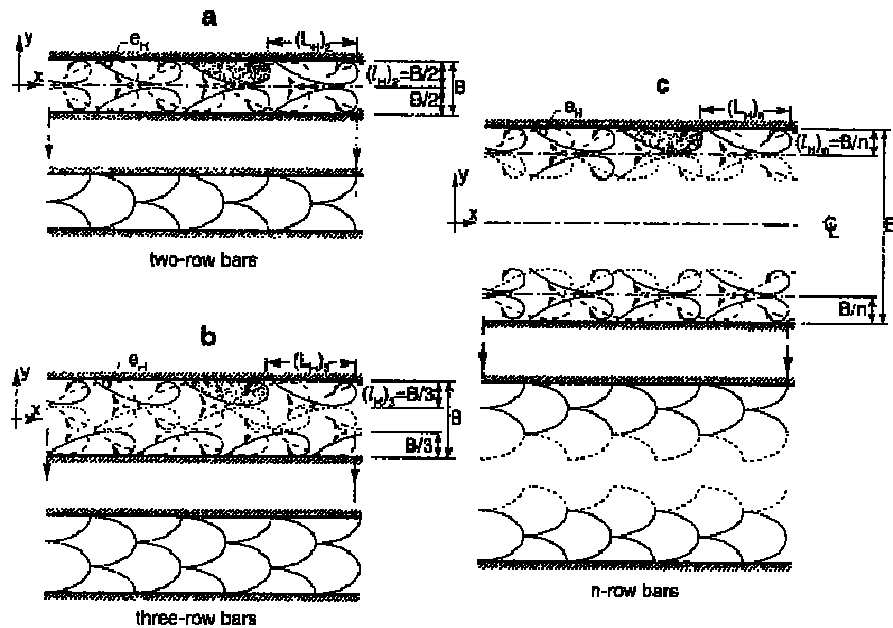 a
y
x
e_H
(L_H)_2
(l_H)_2=B/2
B/2
B
two-row bars
b
y
x
e_H
(L_H)_3
(l_H)_3=B/3
B/3
B
three-row bars
c
y
x
e_H
(L_H)_n
(l_H)_n=B/n
℄
B
B/n
n-row bars